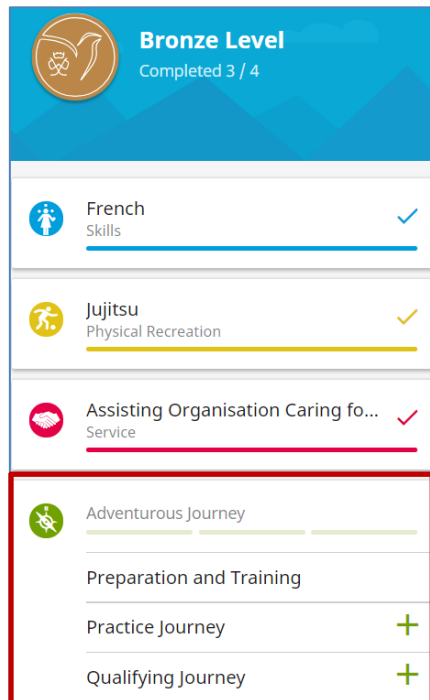 Bronze Level
Completed 3 / 4
French
Skills
Jujitsu
Physical Recreation
Assisting Organisation Caring fo...
Service
Adventurous Journey
Preparation and Training
Practice Journey
Qualifying Journey